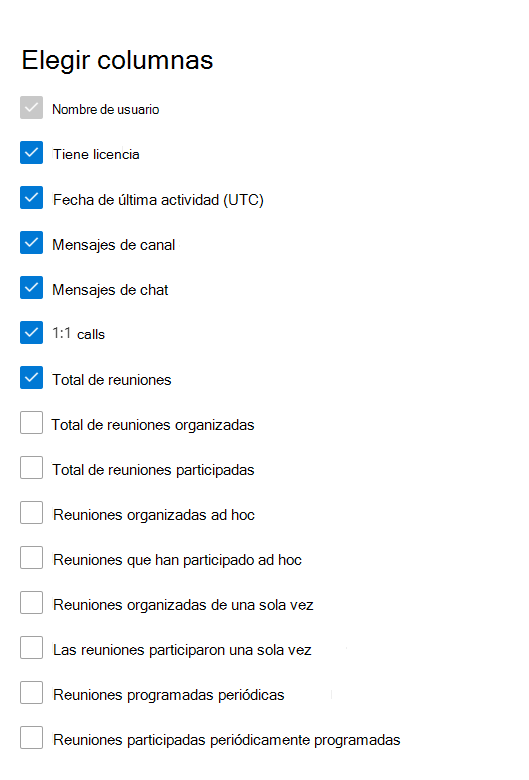 Elegir columnas
Nombre de usuario
Tiene licencia
Fecha de última actividad (UTC)
Mensajes de canal
Mensajes de chat
1:1 calls
Total de reuniones
Total de reuniones organizadas
Total de reuniones participadas
Reuniones organizadas ad hoc
Reuniones que han participado ad hoc
Reuniones organizadas de una sola vez
Las reuniones participaron una sola vez
Reuniones programadas periódicas
Reuniones participadas periódicamente programadas